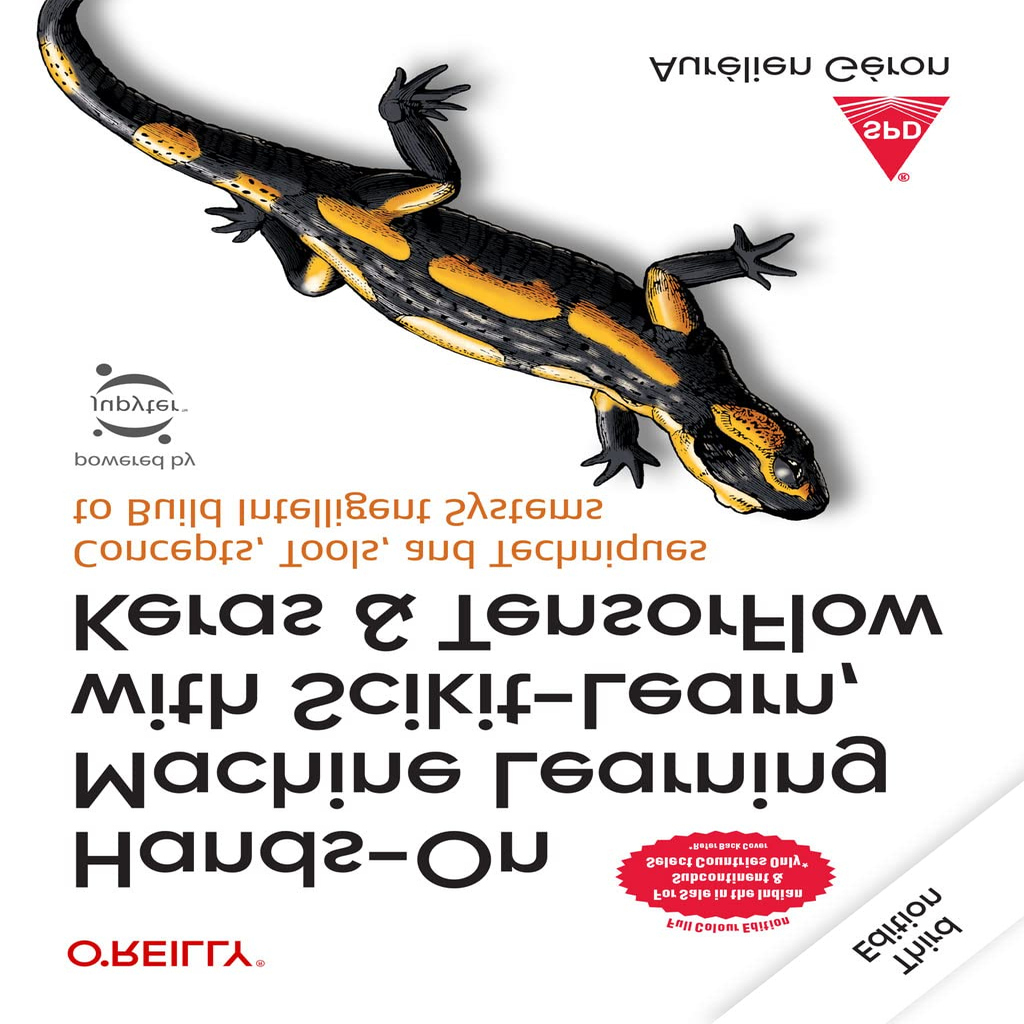 O'REILLY®
Full Colour Edition
For Sale in the Indian
Subcontinent &
Select Countries Only*
*Refer Back Cover
Third
Edition
Hands-On
Machine Learning
with Scikit-Learn,
Keras & TensorFlow
Concepts, Tools, and Techniques
to Build Intelligent Systems
powered by
jupyter™
SPD®
Aurélien Géron